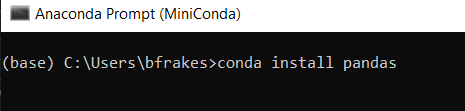 Anaconda Prompt (MiniConda)
(base) C:\Users\bfrakes>conda install pandas